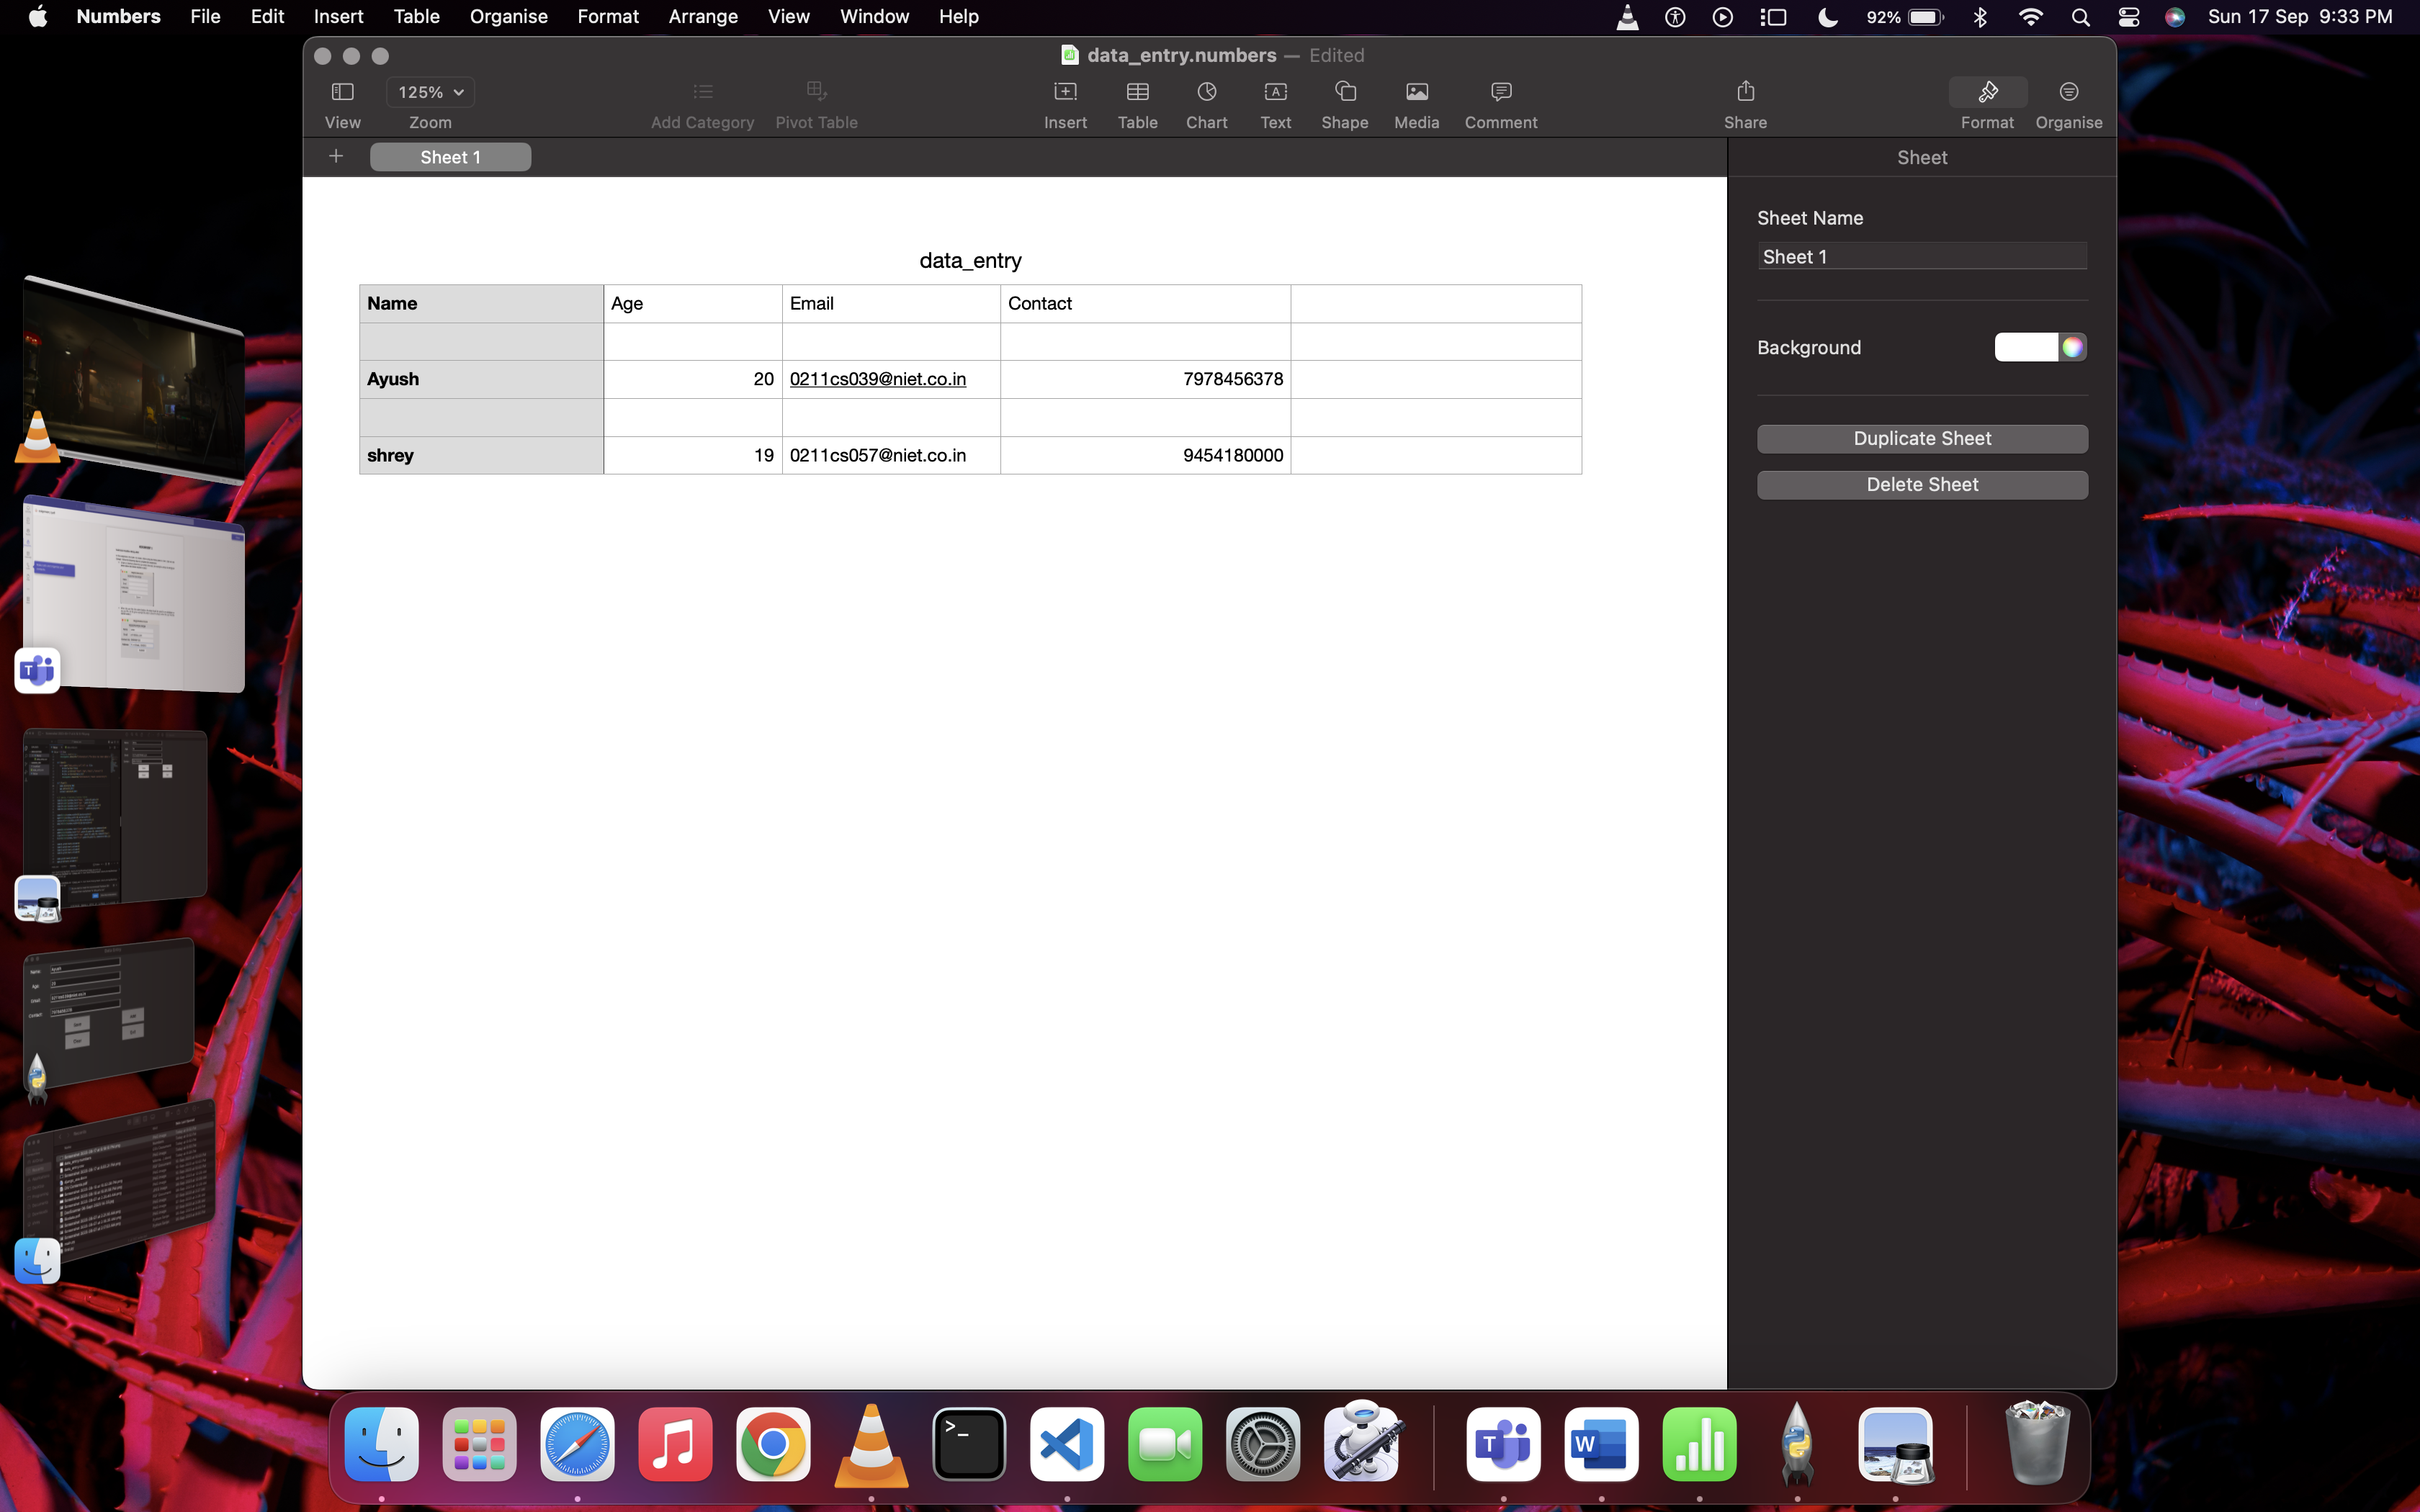 Numbers File Edit Insert Table Organise Format Arrange View Window Help 92% Sun 17 Sep 9:33 PM
data_entry.numbers — Edited
125%
View Zoom Add Category Pivot Table Insert Table Chart Text Shape Media Comment Share Format Organise
Sheet 1
Sheet
Sheet Name
Sheet 1
Background
Duplicate Sheet
Delete Sheet
data_entry
Name Age Email Contact
Ayush 20 0211cs039@niet.co.in 7978456378
shrey 19 0211cs057@niet.co.in 9454180000